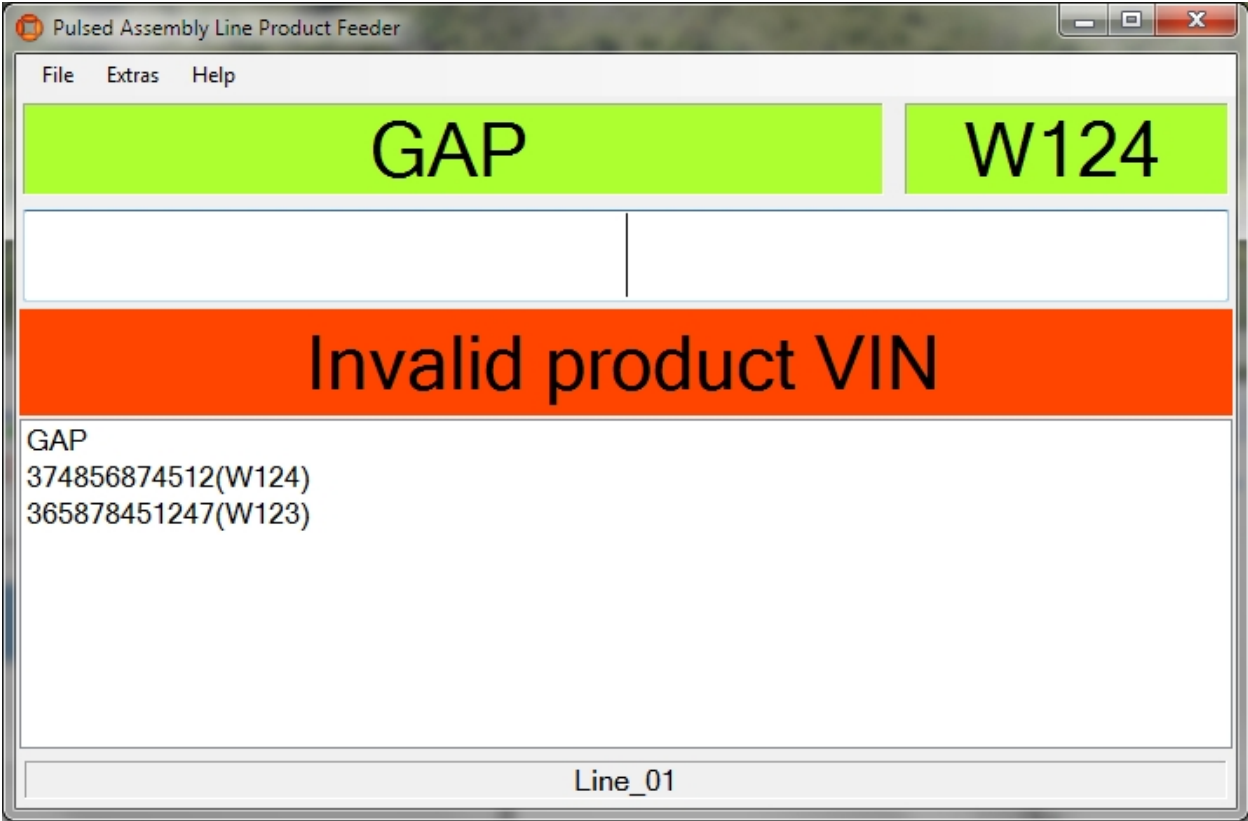 Pulsed Assembly Line Product Feeder
File Extras Help
GAP W124
Invalid product VIN
GAP
374856874512(W124)
365878451247(W123)
Line_01